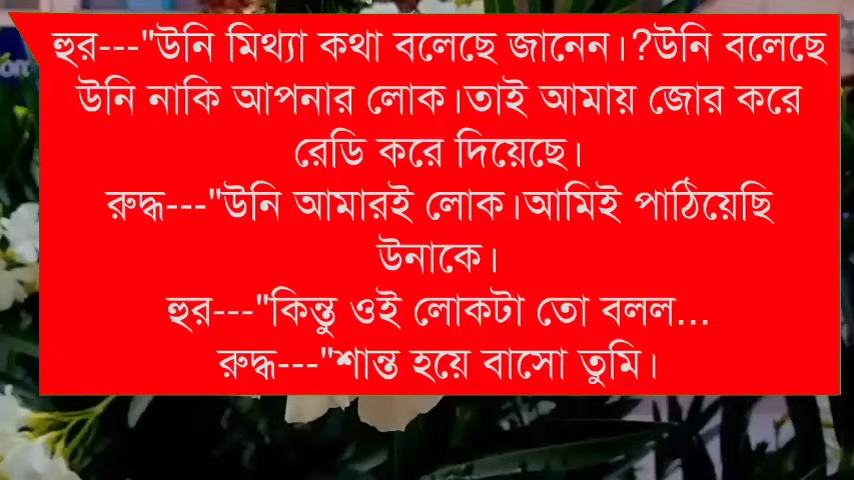 হুর---"উনি মিথ্যা কথা বলেছে জানেন।?উনি বলেছে
উনি নাকি আপনার লোক।তাই আমায় জোর করে
রেডি করে দিয়েছে।
রুদ্ধ---"উনি আমারই লোক।আমিই পাঠিয়েছি
উনাকে।
হুর---"কিন্তু ওই লোকটা তো বলল...
রুদ্ধ---"শান্ত হয়ে বাসো তুমি।